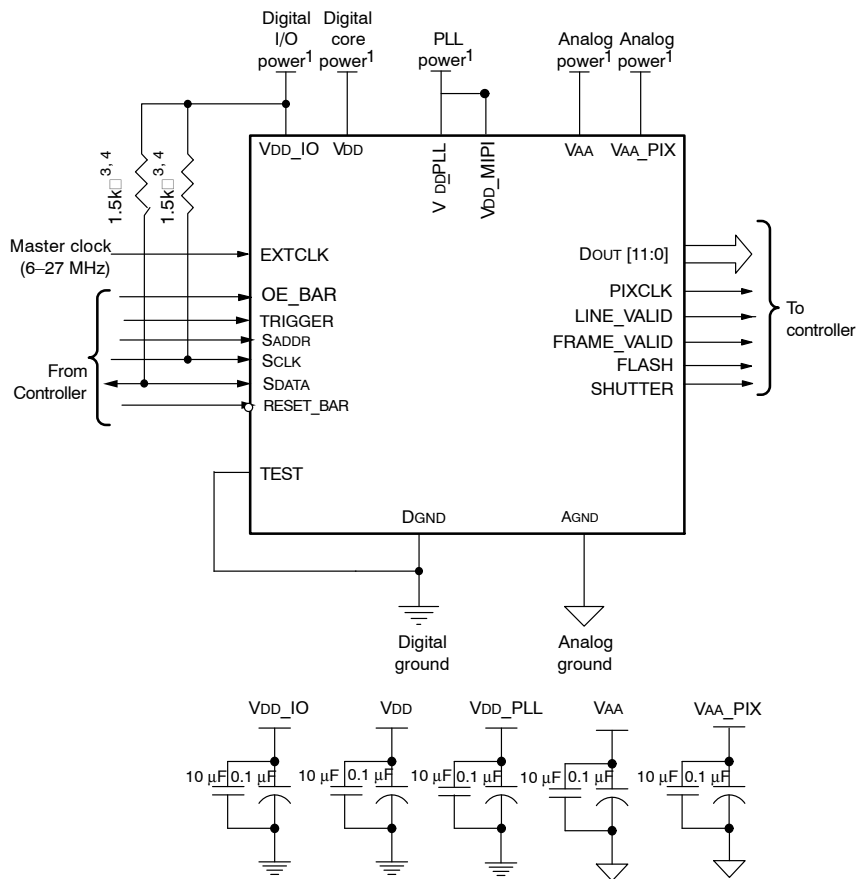 Digital
I/O
power1
Digital
core
power1
PLL
power1
Analog
power1
Analog
power1
VDD_IO
VDD
VDD_PLL
VDD_MIPI
VAA
VAA_PIX
1.5k□3, 4
1.5k□3, 4
Master clock
(6–27 MHz)
EXTCLK
OE_BAR
TRIGGER
SADDR
SCLK
SDATA
RESET_BAR
From
Controller
TEST
DOUT [11:0]
PIXCLK
LINE_VALID
FRAME_VALID
FLASH
SHUTTER
To
controller
DGND
AGND
Digital
ground
Analog
ground
VDD_IO
VDD
VDD_PLL
VAA
VAA_PIX
10 μF 0.1 μF
10 μF 0.1 μF
10 μF 0.1 μF
10 μF 0.1 μF
10 μF 0.1 μF